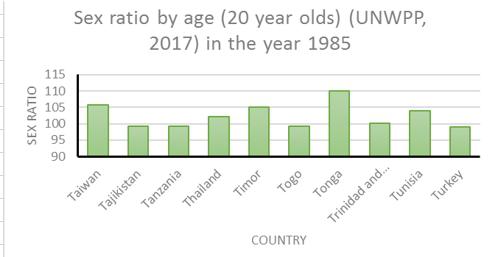 Sex ratio by age (20 year olds) (UNWPP,
2017) in the year 1985
115
110
105
100
95
90
SEX RATIO
Taiwan
Tajikistan
Tanzania
Thailand
Timor
Togo
Tonga
Trinidad and...
Tunisia
Turkey
COUNTRY